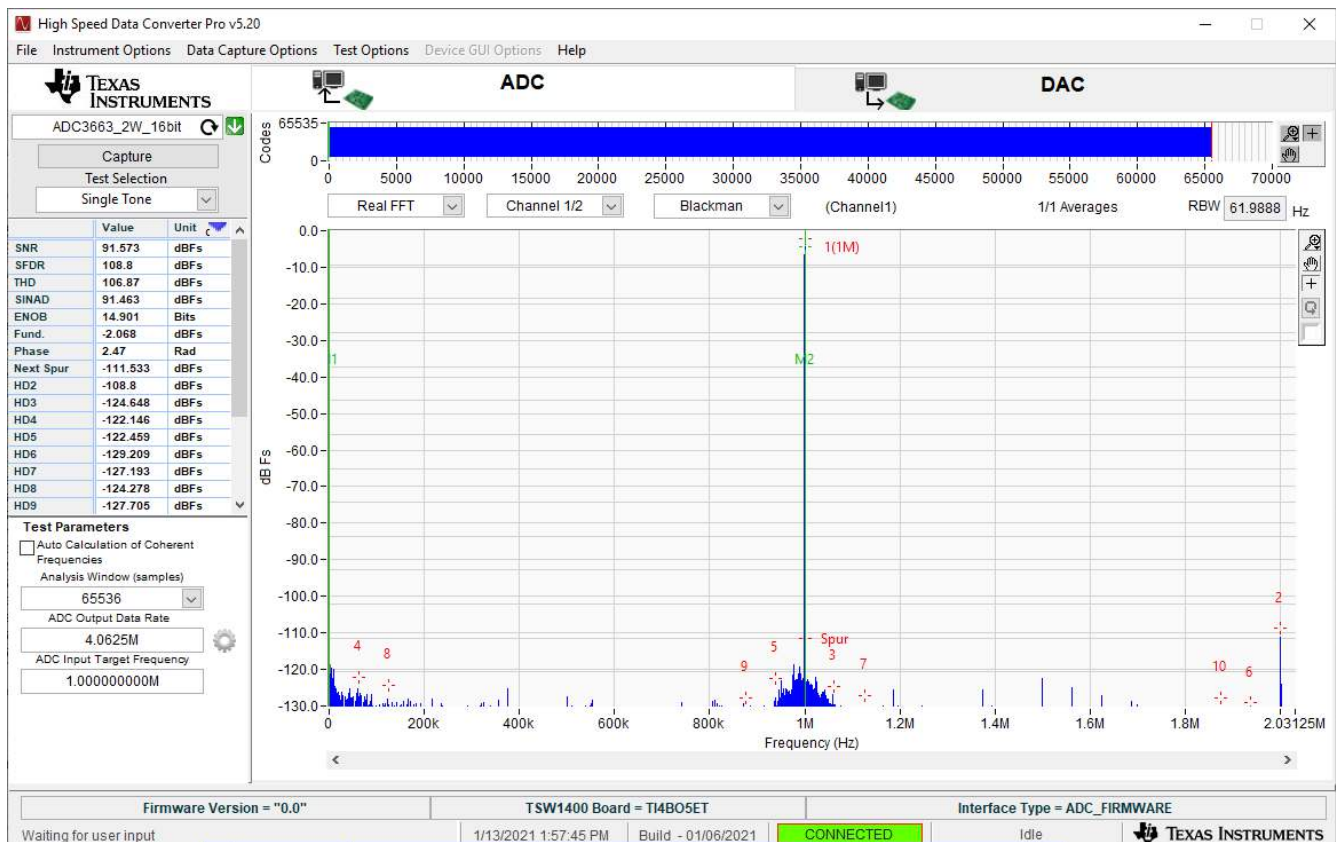 High Speed Data Converter Pro v5.20
File Instrument Options Data Capture Options Test Options Device GUI Options Help
TEXAS INSTRUMENTS
ADC
DAC
ADC3663_2W_16bit
Capture
Test Selection
Single Tone
Value Unit
SNR 91.573 dBFs
SFDR 108.8 dBFs
THD 106.87 dBFs
SINAD 91.463 dBFs
ENOB 14.901 Bits
Fund. -2.068 dBFs
Phase 2.47 Rad
Next Spur -111.533 dBFs
HD2 -108.8 dBFs
HD3 -124.648 dBFs
HD4 -122.146 dBFs
HD5 -122.459 dBFs
HD6 -129.209 dBFs
HD7 -127.193 dBFs
HD8 -124.278 dBFs
HD9 -127.705 dBFs
Test Parameters
Auto Calculation of Coherent
Frequencies
Analysis Window (samples)
65536
ADC Output Data Rate
4.0625M
ADC Input Target Frequency
1.000000000M
Codes
65535
0
0 5000 10000 15000 20000 25000 30000 35000 40000 45000 50000 55000 60000 65000 70000
Real FFT Channel 1/2 Blackman (Channel1) 1/1 Averages RBW 61.9888 Hz
dBFs
0.0
-10.0
-20.0
-30.0
-40.0
-50.0
-60.0
-70.0
-80.0
-90.0
-100.0
-110.0
-120.0
-130.0
1(1M)
1
M2
2
4
8
9
5
Spur
3
7
10
6
0 200k 400k 600k 800k 1M 1.2M 1.4M 1.6M 1.8M 2.03125M
Frequency (Hz)
Firmware Version = "0.0" TSW1400 Board = TI4BO5ET Interface Type = ADC_FIRMWARE
Waiting for user input 1/13/2021 1:57:45 PM Build - 01/06/2021 CONNECTED Idle TEXAS INSTRUMENTS